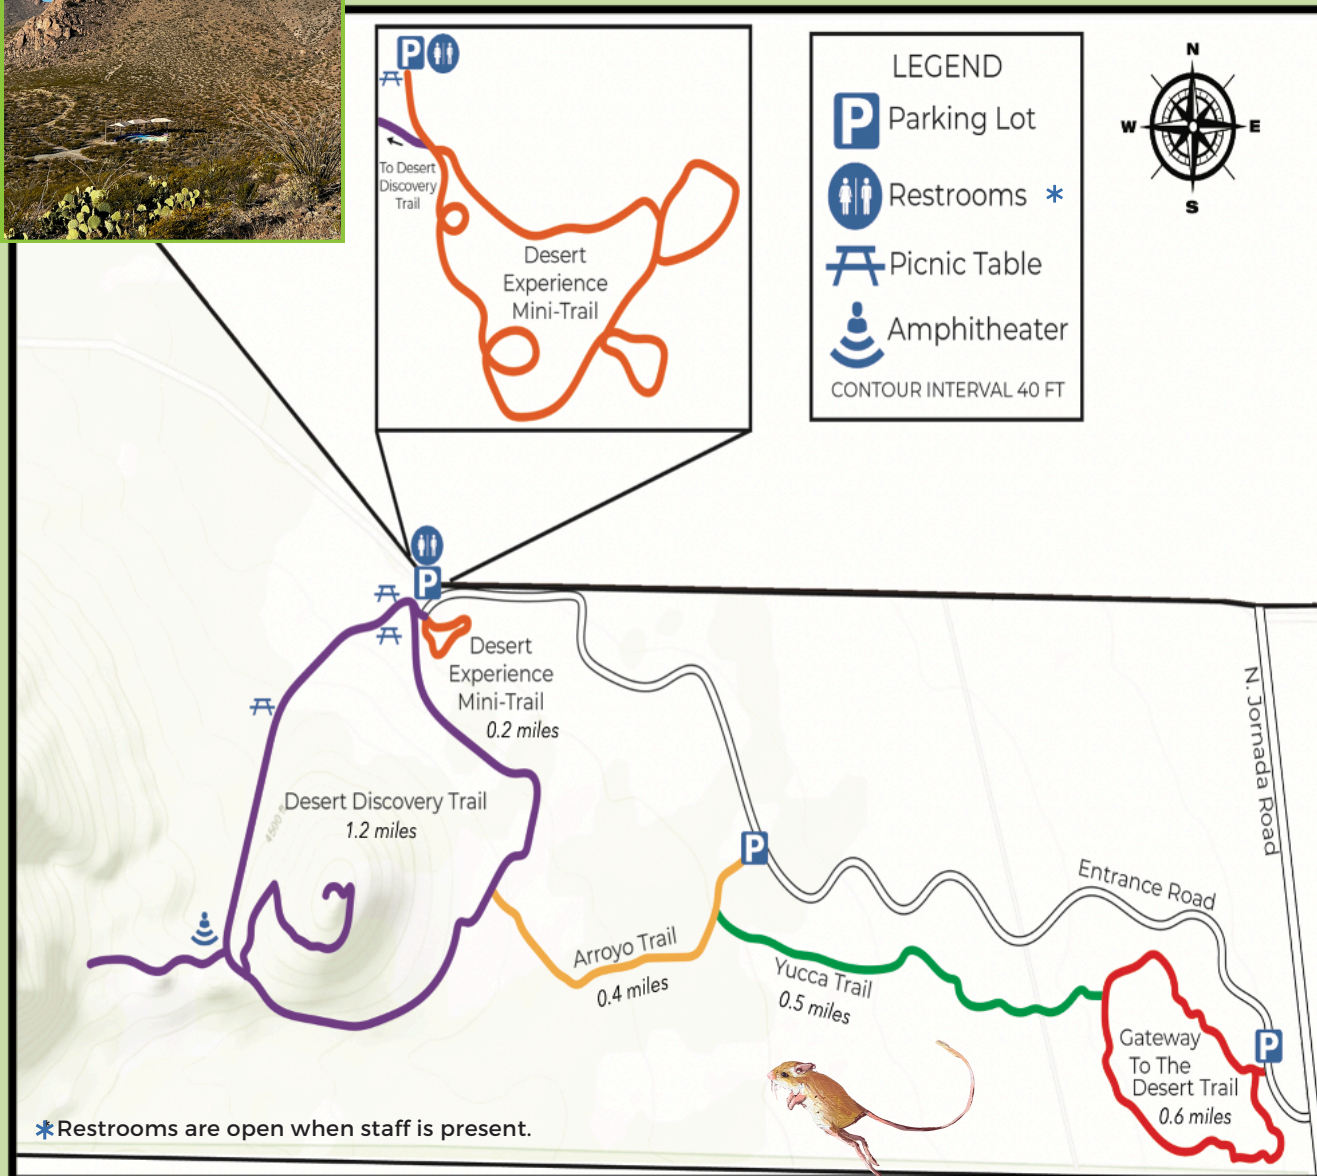 P
To Desert
Discovery
Trail
Desert
Experience
Mini-Trail
LEGEND
P Parking Lot
Restrooms *
Picnic Table
Amphitheater
CONTOUR INTERVAL 40 FT
N
W E
S
P
Desert
Experience
Mini-Trail
0.2 miles
N. Jornada Road
Desert Discovery Trail
1.2 miles
4500 ft
P
Entrance Road
Arroyo Trail
0.4 miles
Yucca Trail
0.5 miles
P
Gateway
To The
Desert Trail
0.6 miles
*Restrooms are open when staff is present.